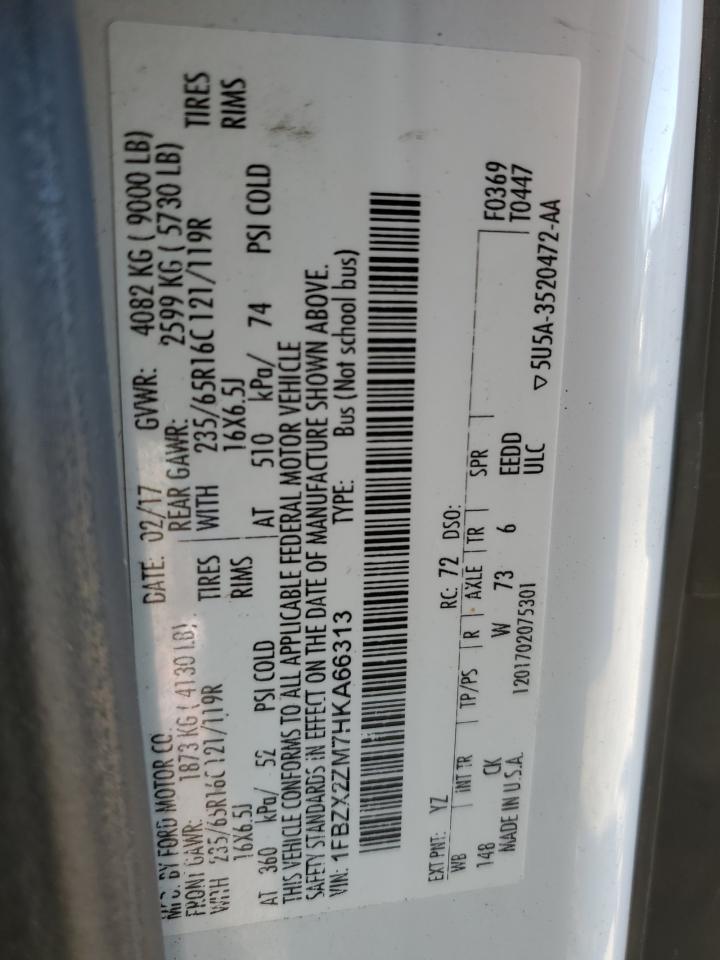 MFD. BY FORD MOTOR CO.
DATE: 02/17 GVWR: 4082 KG ( 9000 LB)
FRONT GAWR: 1873 KG ( 4130 LB) REAR GAWR: 2599 KG ( 5730 LB)
WITH 235/65R16C 121/119R TIRES WITH 235/65R16C 121/119R TIRES
16X6.5J RIMS 16X6.5J RIMS
AT 360 kPa/ 52 PSI COLD AT 510 kPa/ 74 PSI COLD
THIS VEHICLE CONFORMS TO ALL APPLICABLE FEDERAL MOTOR VEHICLE
SAFETY STANDARDS IN EFFECT ON THE DATE OF MANUFACTURE SHOWN ABOVE.
VIN: 1FBZX2ZM7HKA66313 TYPE: Bus (Not school bus)
EXT PNT: YZ RC: 72 DSO: F0369
WB INT TR TP/PS R AXLE TR SPR T0447
148 CK W 73 6 EEDD
MADE IN U.S.A. 1201702075301 ULC
▽ 5U5A-3520472-AA